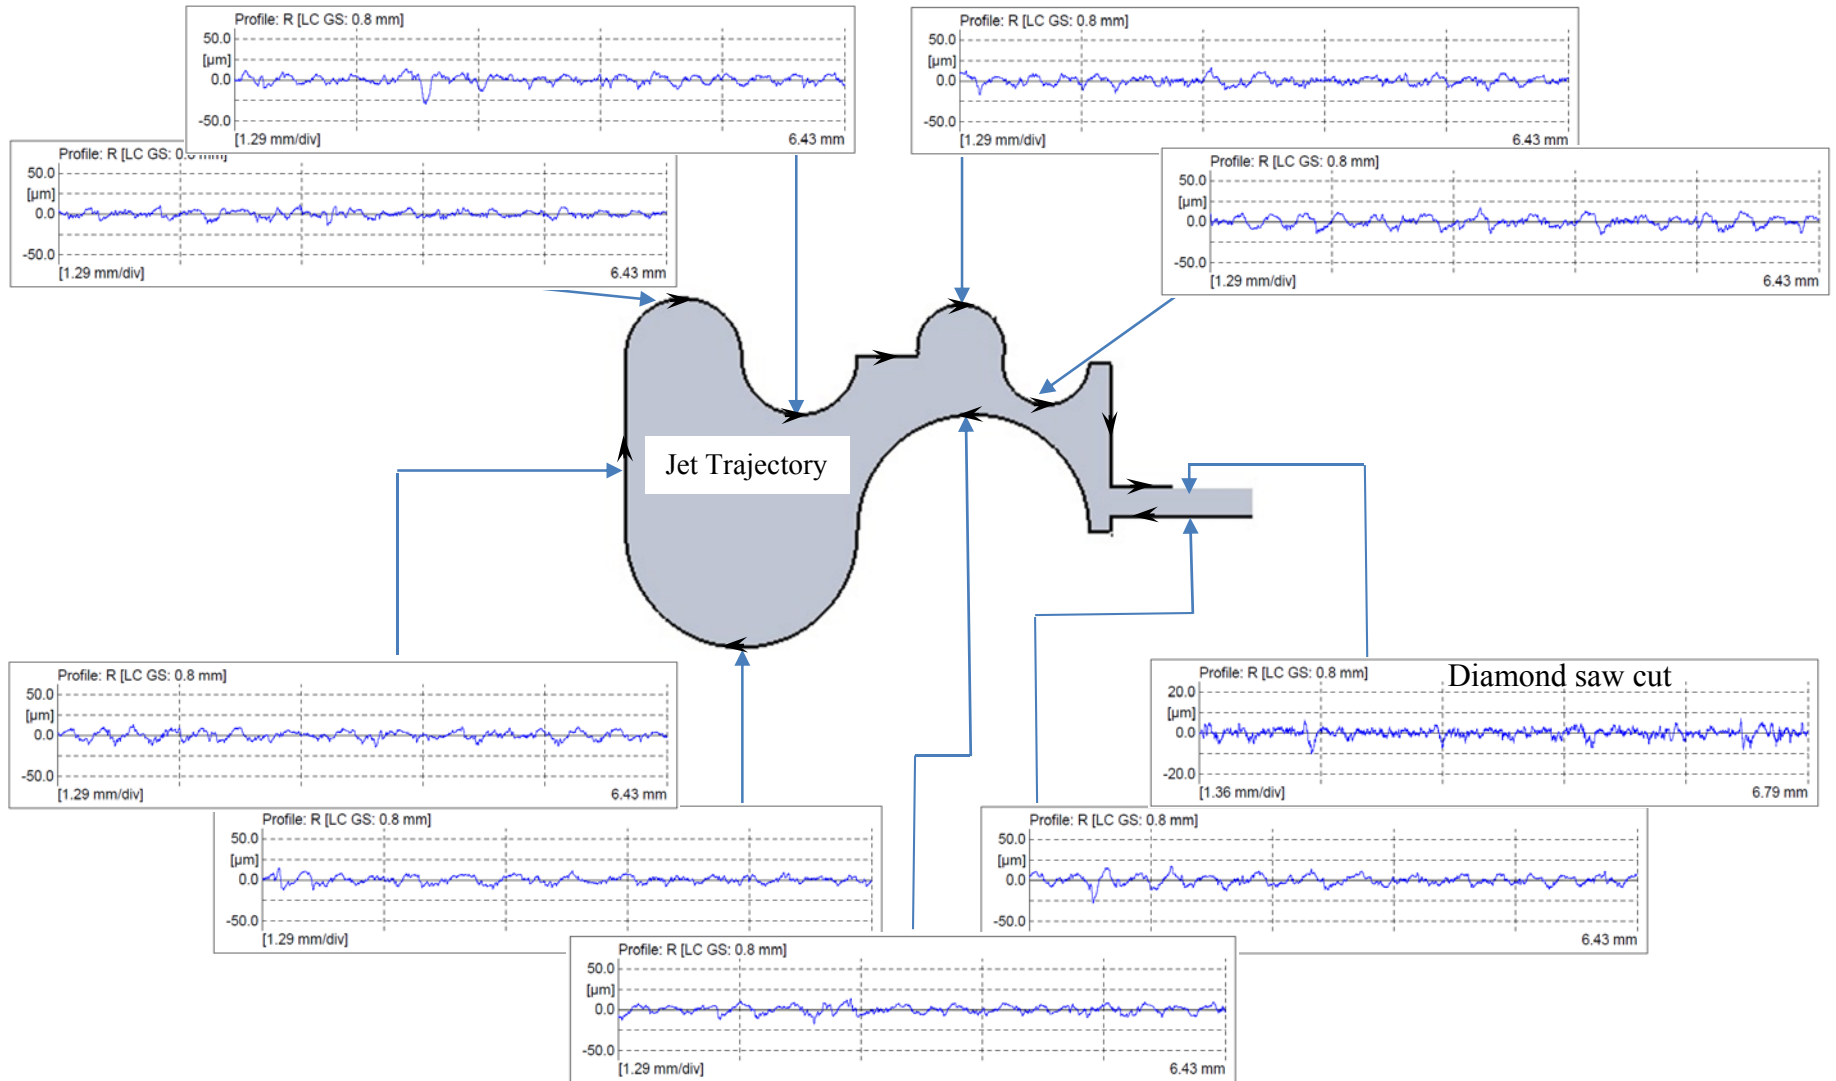 Profile: R [LC GS: 0.8 mm]
50.0
[µm]
0.0
-50.0
[1.29 mm/div]
6.43 mm
Profile: R [LC GS: 0.8 mm]
50.0
[µm]
0.0
-50.0
[1.29 mm/div]
6.43 mm
Profile: R [LC GS: mm]
50.0
[µm]
0.0
-50.0
[1.29 mm/div]
6.43 mm
Profile: R [LC GS: 0.8 mm]
50.0
[µm]
0.0
-50.0
[1.29 mm/div]
6.43 mm
Jet Trajectory
Profile: R [LC GS: 0.8 mm]
50.0
[µm]
0.0
-50.0
[1.29 mm/div]
6.43 mm
Profile: R [LC GS: 0.8 mm]
Diamond saw cut
20.0
[µm]
0.0
-20.0
[1.36 mm/div]
6.79 mm
Profile: R [LC GS: 0.8 mm]
50.0
[µm]
0.0
-50.0
[1.29 mm/div]
Profile: R [LC GS: 0.8 mm]
50.0
[µm]
0.0
-50.0
6.43 mm
Profile: R [LC GS: 0.8 mm]
50.0
[µm]
0.0
-50.0
[1.29 mm/div]
6.43 mm